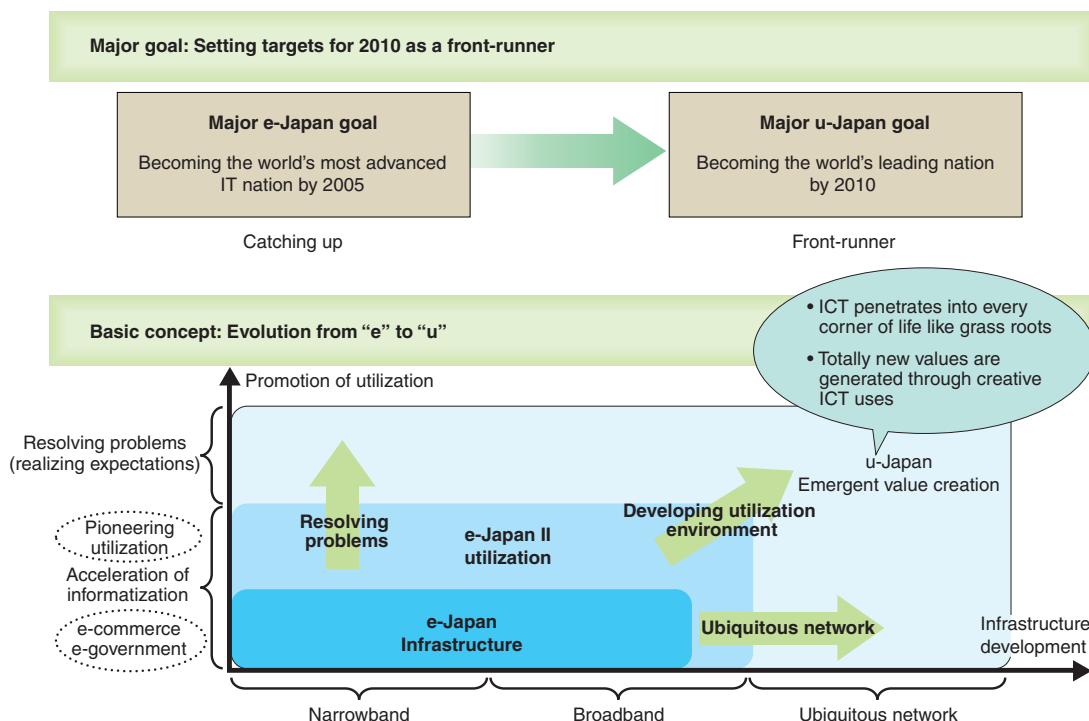 Major goal: Setting targets for 2010 as a front-runner
Major e-Japan goal
Becoming the world's most advanced
IT nation by 2005
Major u-Japan goal
Becoming the world's leading nation
by 2010
Catching up
Front-runner
• ICT penetrates into every
corner of life like grass roots
• Totally new values are
generated through creative
ICT uses
Basic concept: Evolution from “e” to “u”
Promotion of utilization
Resolving problems
(realizing expectations)
u-Japan
Emergent value creation
Pioneering
utilization
Resolving
problems
e-Japan II
utilization
Developing utilization
environment
Acceleration of
informatization
e-commerce
e-government
e-Japan
Infrastructure
Ubiquitous network
Infrastructure
development
Narrowband
Broadband
Ubiquitous network